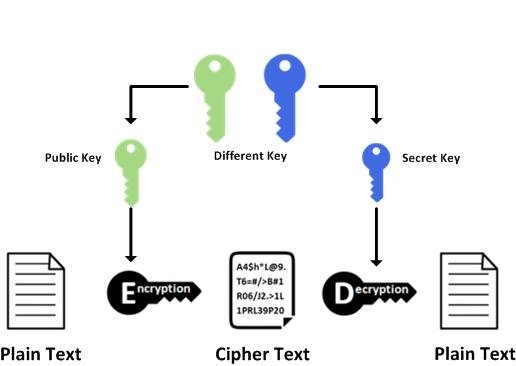 Public Key
Different Key
Secret Key
Encryption
A4$h*L@9.
T6=#/>B#1
R06/J2.>1L
1PRL39P20
Decryption
Plain Text
Cipher Text
Plain Text